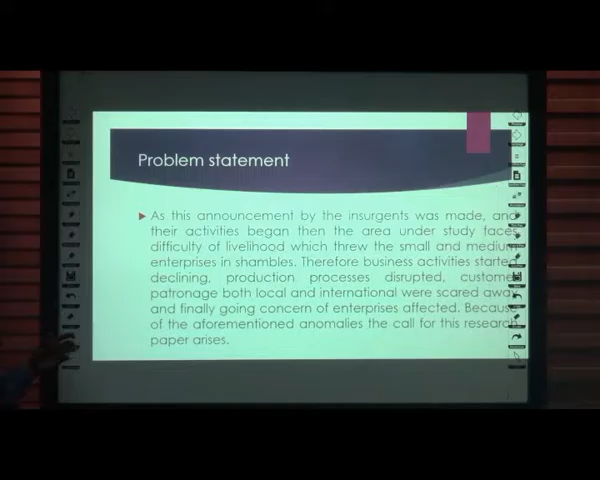 Problem statement
As this announcement by the insurgents was made, and
their activities began then the area under study faces
difficulty of livelihood which threw the small and medium
enterprises in shambles. Therefore business activities started
declining, production processes disrupted, customer
patronage both local and international were scared away
and finally going concern of enterprises affected. Because
of the aforementioned anomalies the call for this research
paper arises.